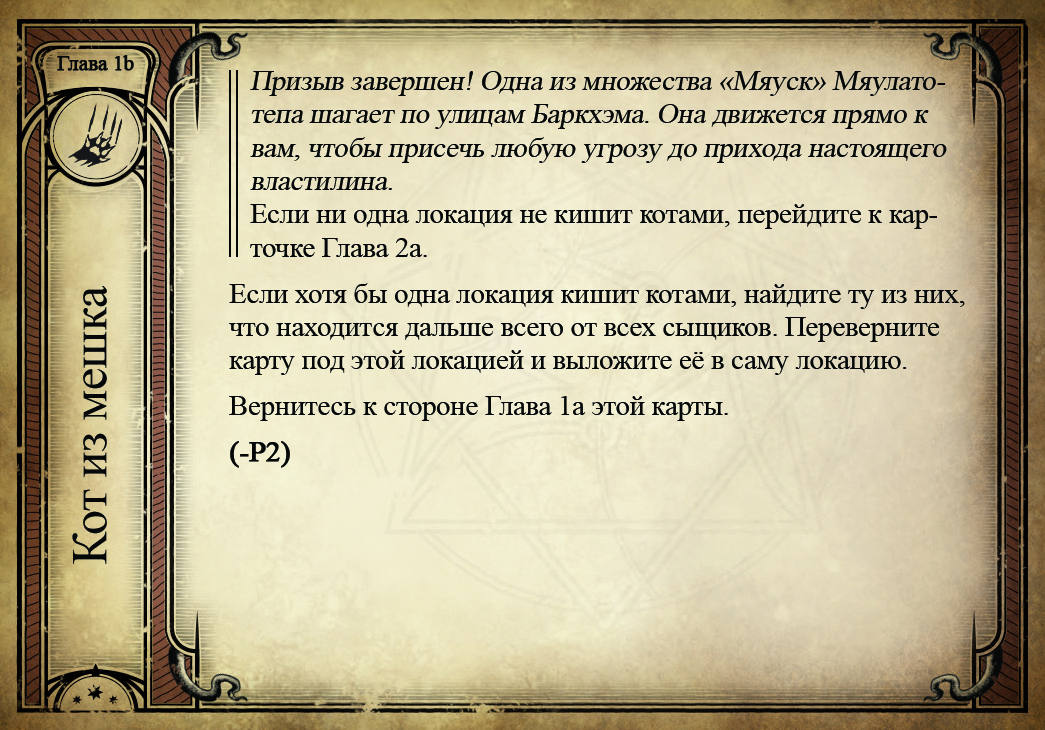 Глава 1b
Кот из мешка
Призыв завершен! Одна из множества «Мяуск» Мяулато-
тепа шагает по улицам Баркхэма. Она движется прямо к
вам, чтобы присечь любую угрозу до прихода настоящего
властилина.
Если ни одна локация не кишит котами, перейдите к кар-
точке Глава 2а.
Если хотя бы одна локация кишит котами, найдите ту из них,
что находится дальше всего от всех сыщиков. Переверните
карту под этой локацией и выложите её в саму локацию.
Вернитесь к стороне Глава 1а этой карты.
(-Р2)